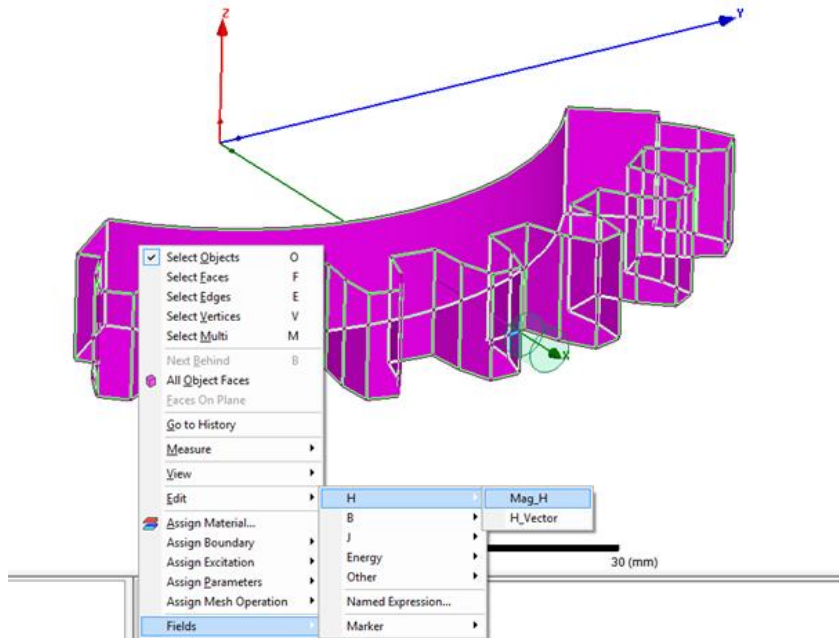 Z
Y
X
Select Objects O
Select Faces F
Select Edges E
Select Vertices V
Select Multi M
Next Behind B
All Object Faces
Faces On Plane
Go to History
Measure
View
Edit
Assign Material...
Assign Boundary
Assign Excitation
Assign Parameters
Assign Mesh Operation
Fields
H
B
J
Energy
Other
Named Expression...
Marker
Mag_H
H_Vector
30 (mm)